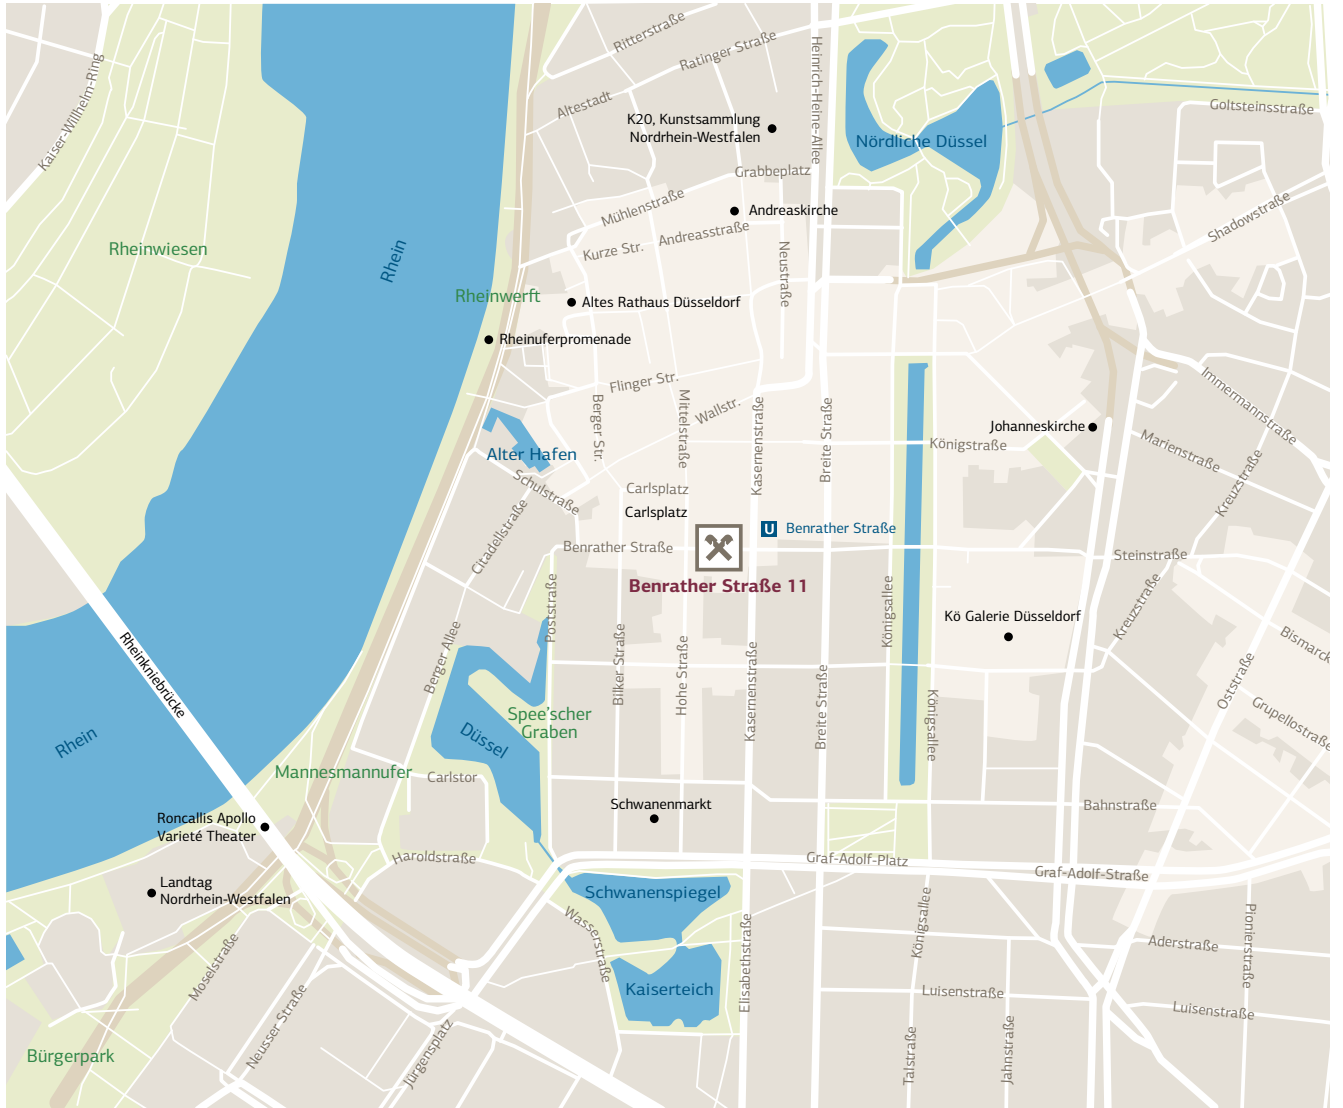 Ritterstraße
Ratinger Straße
Heinrich-Heine-Allee
Kaiser-Willhelm-Ring
Altestadt
Goltsteinsstraße
K20, Kunstsammlung
Nordrhein-Westfalen
Nördliche Düssel
Grabbeplatz
Mühlenstraße
Andreaskirche
Shadowstraße
Kurze Str.
Andreasstraße
Rheinwiesen
Rhein
Neustraße
Rheinwerft
Altes Rathaus Düsseldorf
Rheinuferpromenade
Flinger Str.
Immermannstraße
Berger Str.
Mittelstraße
Wallstr.
Kasernenstraße
Breite Straße
Johanneskirche
Königstraße
Marienstraße
Alter Hafen
Kreuzstraße
Schulstraße
Carlsplatz
Carlsplatz
Citadellstraße
U
Benrather Straße
Benrather Straße
Steinstraße
Benrather Straße 11
Poststraße
Königsallee
Kreuzstraße
Kö Galerie Düsseldorf
Rheinkniebrücke
Berger Allee
Bilker Straße
Hohe Straße
Kasernenstraße
Breite Straße
Bismarck
Oststraße
Königsallee
Spee'scher
Graben
Grupellostraße
Rhein
Düssel
Mannesmannufer
Carlstor
Schwanenmarkt
Bahnstraße
Roncallis Apollo
Varieté Theater
Haroldstraße
Graf-Adolf-Platz
Graf-Adolf-Straße
Landtag
Nordrhein-Westfalen
Schwanenspiegel
Wasserstraße
Königsallee
Pionierstraße
Aderstraße
Moselstraße
Elisabethstraße
Kaiserteich
Luisenstraße
Luisenstraße
Neusser Straße
Jürgensplatz
Talstraße
Jahnstraße
Bürgerpark